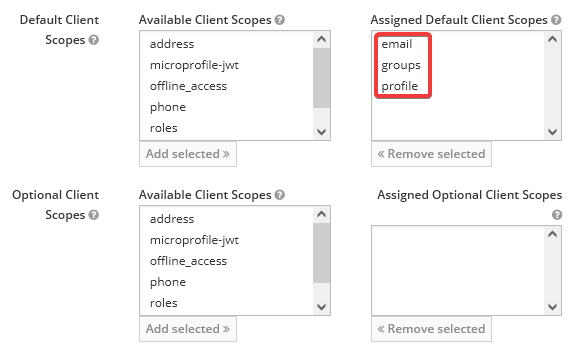 Default Client Scopes
Available Client Scopes
address
microprofile-jwt
offline_access
phone
roles
Add selected »
Assigned Default Client Scopes
email
groups
profile
« Remove selected
Optional Client Scopes
Available Client Scopes
address
microprofile-jwt
offline_access
phone
roles
Add selected »
Assigned Optional Client Scopes
« Remove selected